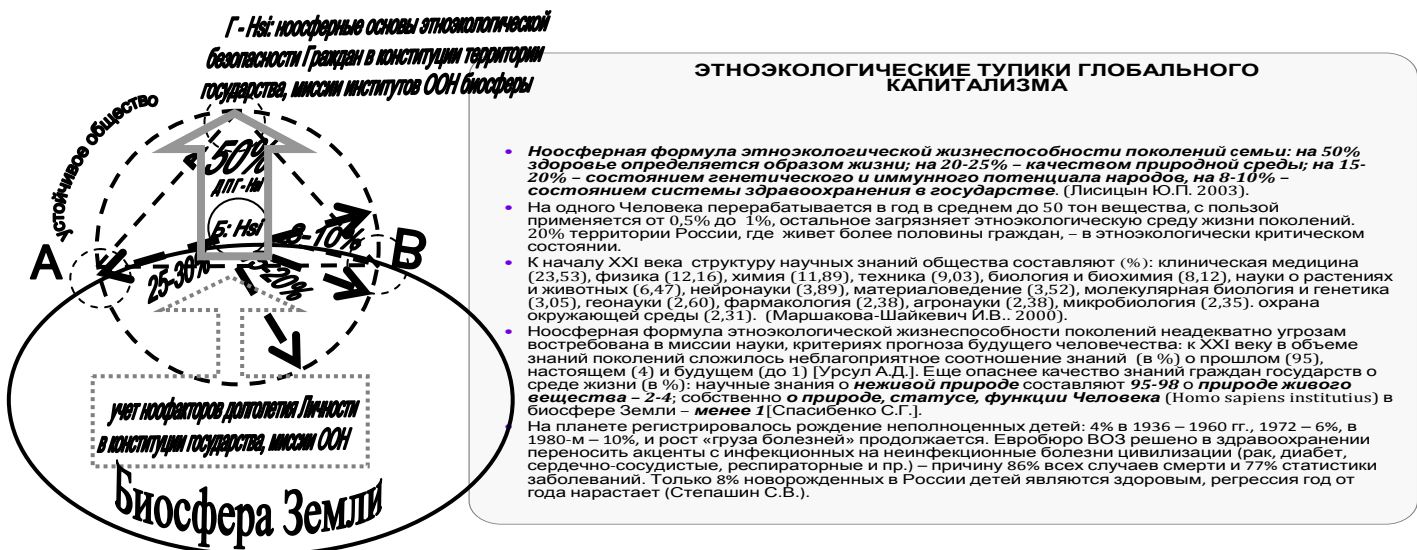 Г - Hsi: ноосферные основы этноэкологической
безопасности Граждан в конституции территории
государства, миссии институтов ООН биосферы
Устойчивое общество
50%
ДПГ- Hsi
Б: Hsi
8-10%
А
В
25-30%
-20%
учет ноофакторов долголетия Личности
в конституции государства, миссии ООН
Биосфера Земли
ЭТНОЭКОЛОГИЧЕСКИЕ ТУПИКИ ГЛОБАЛЬНОГО
КАПИТАЛИЗМА
• Ноосферная формула этноэкологической жизнеспособности поколений семьи: на 50%
здоровье определяется образом жизни; на 20-25% – качеством природной среды; на 15-
20% – состоянием генетического и иммунного потенциала народов, на 8-10% –
состоянием системы здравоохранения в государстве. (Лисицын Ю.П. 2003).
• На одного Человека перерабатывается в год в среднем до 50 тон вещества, с пользой
применяется от 0,5% до 1%, остальное загрязняет этноэкологическую среду жизни поколений.
20% территории России, где живет более половины граждан, – в этноэкологически критическом
состоянии.
• К началу XXI века структуру научных знаний общества составляют (%): клиническая медицина
(23,53), физика (12,16), химия (11,89), техника (9,03), биология и биохимия (8,12), науки о растениях
и животных (6,47), нейронауки (3,89), материаловедение (3,52), молекулярная биология и генетика
(3,05), геонауки (2,60), фармакология (2,38), агронауки (2,38), микробиология (2,35). охрана
окружающей среды (2,31). (Маршакова-Шайкевич И.В.. 2000).
• Ноосферная формула этноэкологической жизнеспособности поколений неадекватно угрозам
востребована в миссии науки, критериях прогноза будущего человечества: к XXI веку в объеме
знаний поколений сложилось неблагоприятное соотношение знаний (в %) о прошлом (95),
настоящем (4) и будущем (до 1) [Урсул А.Д.]. Еще опаснее качество знаний граждан государств о
среде жизни (в %): научные знания о неживой природе составляют 95-98 о природе живого
вещества – 2-4; собственно о природе, статусе, функции Человека (Homo sapiens institutius) в
биосфере Земли – менее 1[Спасибенко С.Г.].
• На планете регистрировалось рождение неполноценных детей: 4% в 1936 – 1960 гг., 1972 – 6%, в
1980-м – 10%, и рост «груза болезней» продолжается. Евробюро ВОЗ решено в здравоохранении
переносить акценты с инфекционных на неинфекционные болезни цивилизации (рак, диабет,
сердечно-сосудистые, респираторные и пр.) – причину 86% всех случаев смерти и 77% статистики
заболеваний. Только 8% новорожденных в России детей являются здоровым, регрессия год от
года нарастает (Степашин С.В.).